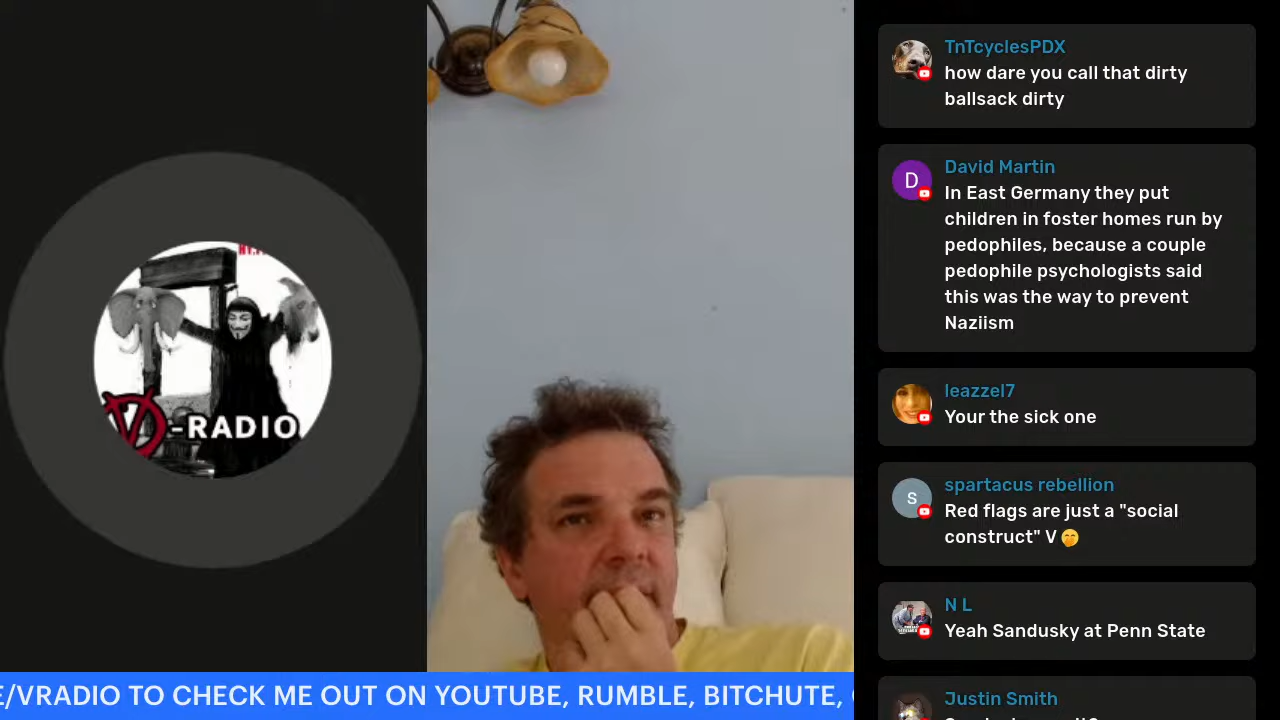 -RADIO
TnTcyclesPDX
how dare you call that dirty
ballsack dirty
D
David Martin
In East Germany they put
children in foster homes run by
pedophiles, because a couple
pedophile psychologists said
this was the way to prevent
Naziism
leazzel7
Your the sick one
s
spartacus rebellion
Red flags are just a "social
construct" V 🤭
N L
Yeah Sandusky at Penn State
Justin Smith
E/VRADIO TO CHECK ME OUT ON YOUTUBE, RUMBLE, BITCHUTE,